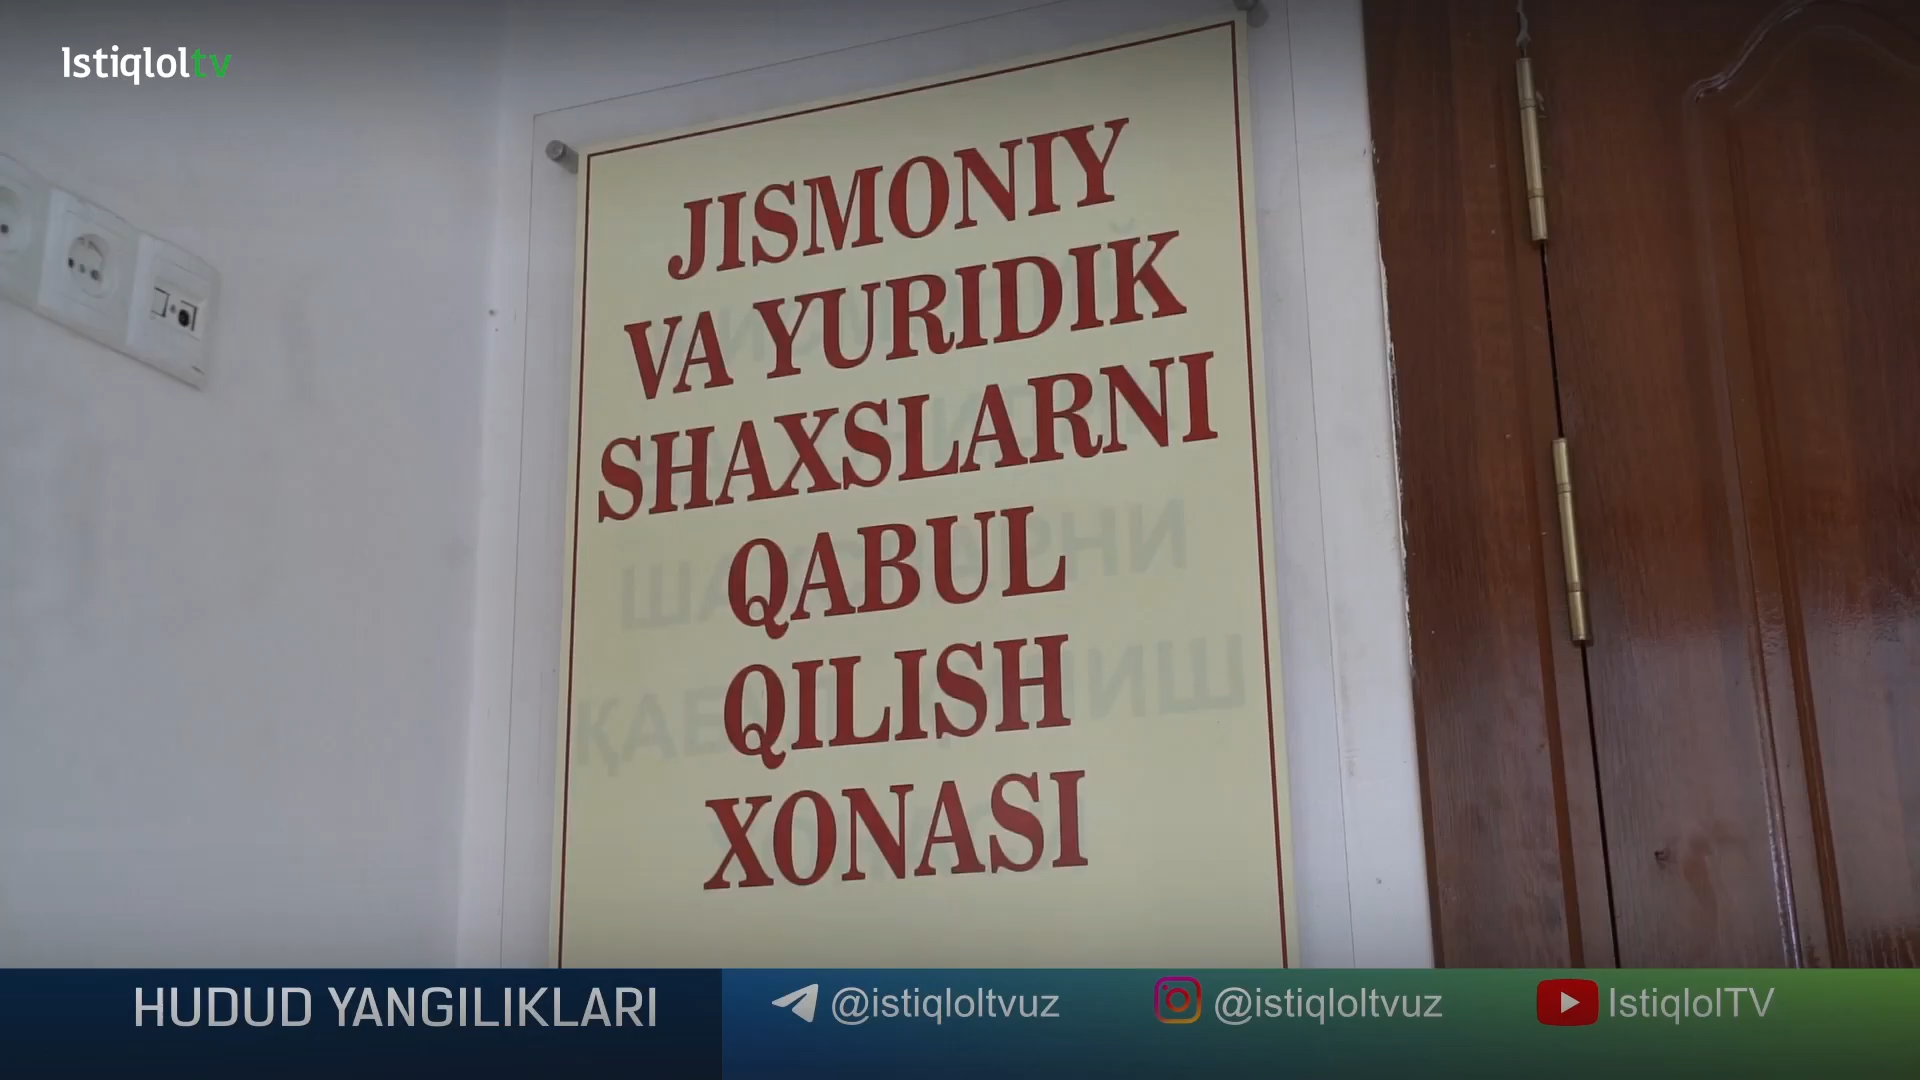 Istiqloltv
JISMONIY
VA YURIDIK
SHAXSLARNI
QABUL
QILISH
XONASI
HUDUD YANGILIKLARI
@istiqloltvuz
@istiqloltvuz
IstiqlolTV